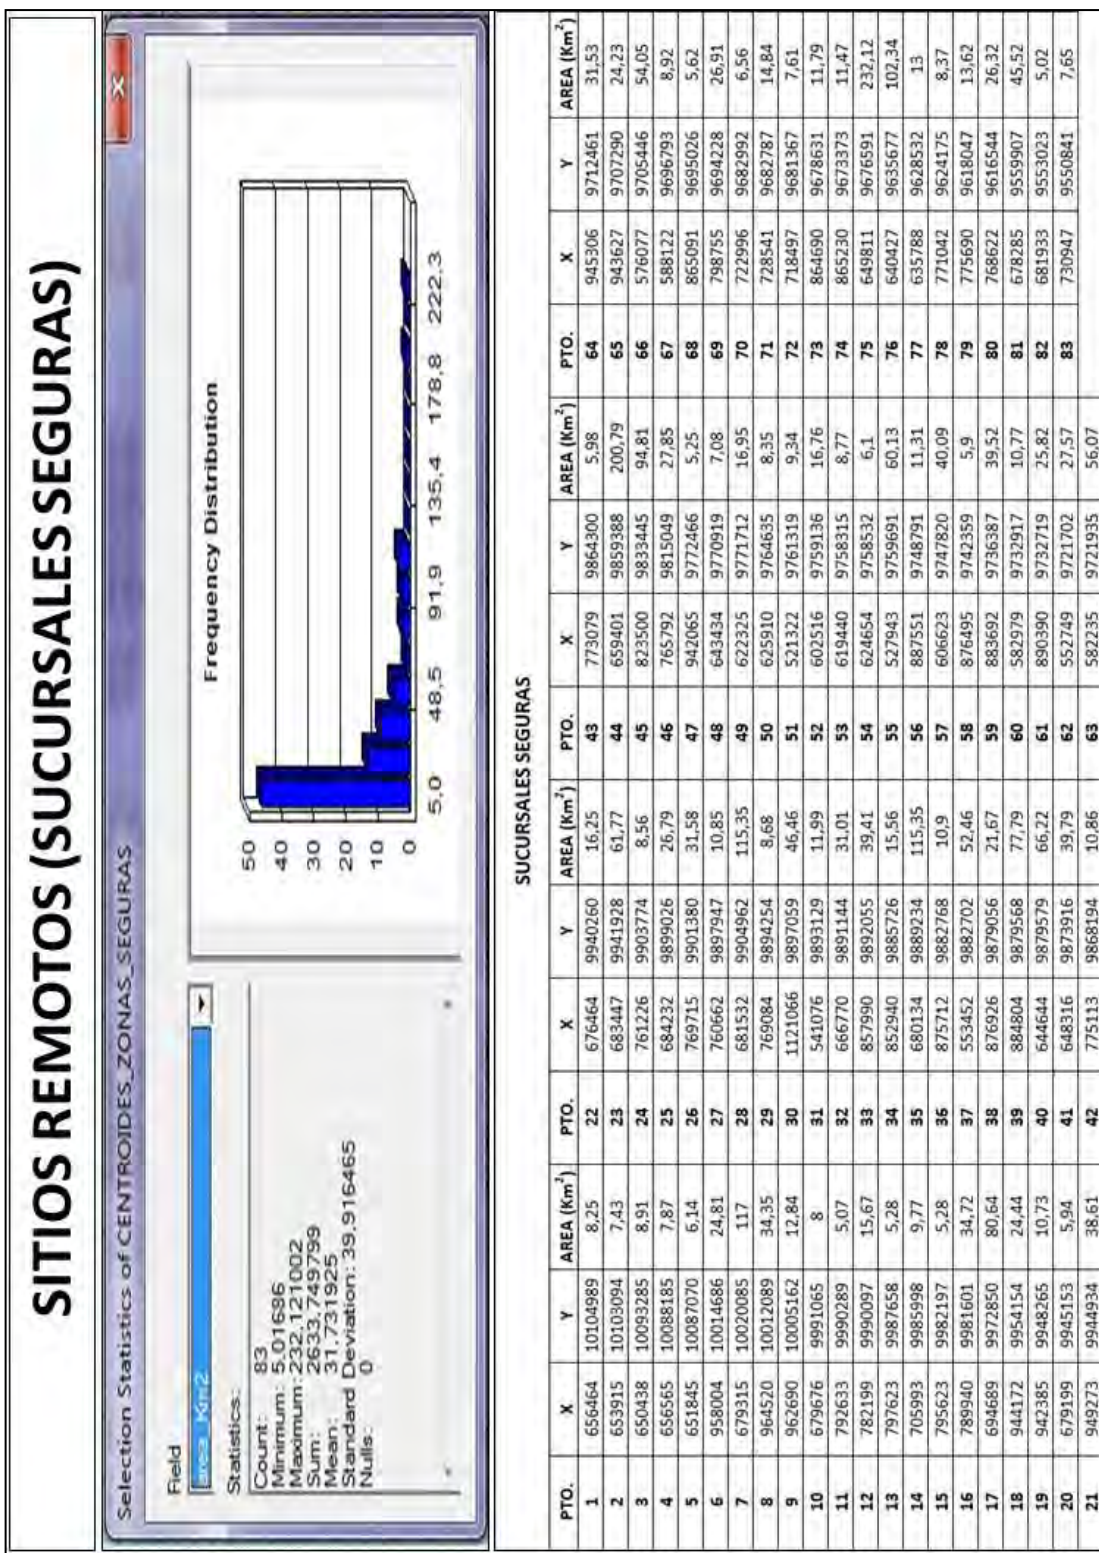 SITIOS REMOTOS (SUCURSALES SEGURAS)
Selection Statistics of CENTROIDES_ZONAS_SEGURAS
X
Field
area_Km2
Statistics:
Count: 83
Minimum: 5.01686
Maximum: 232.121002
Sum: 2633.749799
Mean: 31.731925
Standard Deviation: 39.916465
Nulls: 0
Frequency Distribution
50
40
30
20
10
0
5.0 48.5 91.9 135.4 178.8 222.3
SUCURSALES SEGURAS
PTO. X Y AREA (Km²) PTO. X Y AREA (Km²) PTO. X Y AREA (Km²) PTO. X Y AREA (Km²)
1 656464 10104989 8,25 22 676464 9940260 16,25 43 773079 9864300 5,98 64 945306 9712461 31,53
2 653915 10103094 7,43 23 683447 9941928 61,77 44 659401 9859388 200,79 65 943627 9707290 24,23
3 650438 10093285 8,91 24 761226 9903774 8,56 45 823500 9833445 94,81 66 576077 9705446 54,05
4 656565 10088185 7,87 25 684232 9899026 26,79 46 765792 9815049 27,85 67 588122 9696793 8,92
5 651845 10087070 6,14 26 769715 9901380 31,58 47 942065 9772466 5,25 68 865091 9695026 5,62
6 958004 10014686 24,81 27 760662 9897947 10,85 48 643434 9770919 7,08 69 798755 9694228 26,91
7 679315 10020085 117 28 681532 9904962 115,35 49 622325 9771712 16,95 70 722996 9682992 6,56
8 964520 10012089 34,35 29 769084 9894254 8,68 50 625910 9764635 8,35 71 728541 9682787 14,84
9 962690 10005162 12,84 30 1121066 9897059 46,46 51 521322 9761319 9,34 72 718497 9681367 7,61
10 679676 9991065 8 31 541076 9893129 11,99 52 602516 9759136 16,76 73 864690 9678631 11,79
11 792633 9990289 5,07 32 666770 9891144 31,01 53 619440 9758315 8,77 74 865230 9673373 11,47
12 782199 9990097 15,67 33 857990 9892055 39,41 54 624654 9758532 6,1 75 649811 9676591 232,12
13 797623 9987658 5,28 34 852940 9885726 15,56 55 527943 9759691 60,13 76 640427 9635677 102,34
14 705993 9985998 9,77 35 680134 9889234 115,35 56 887551 9748791 11,31 77 635788 9628532 13
15 795623 9982197 5,28 36 875712 9882768 10,9 57 606623 9747820 40,09 78 771042 9624175 8,37
16 789940 9981601 34,72 37 553452 9882702 52,46 58 876495 9742359 5,9 79 775690 9618047 13,62
17 694689 9972850 80,64 38 876926 9879056 21,67 59 883692 9736387 39,52 80 768622 9616544 26,32
18 944172 9954154 24,44 39 884804 9879568 77,79 60 582979 9732917 10,77 81 678285 9559907 45,52
19 942385 9948265 10,73 40 644644 9879579 66,22 61 890390 9732719 25,82 82 681933 9553023 5,02
20 679199 9945153 5,94 41 648316 9873916 39,79 62 552749 9721702 27,57 83 730947 9550841 7,65
21 949273 9944934 38,61 42 775113 9868194 10,86 63 582235 9721935 56,07